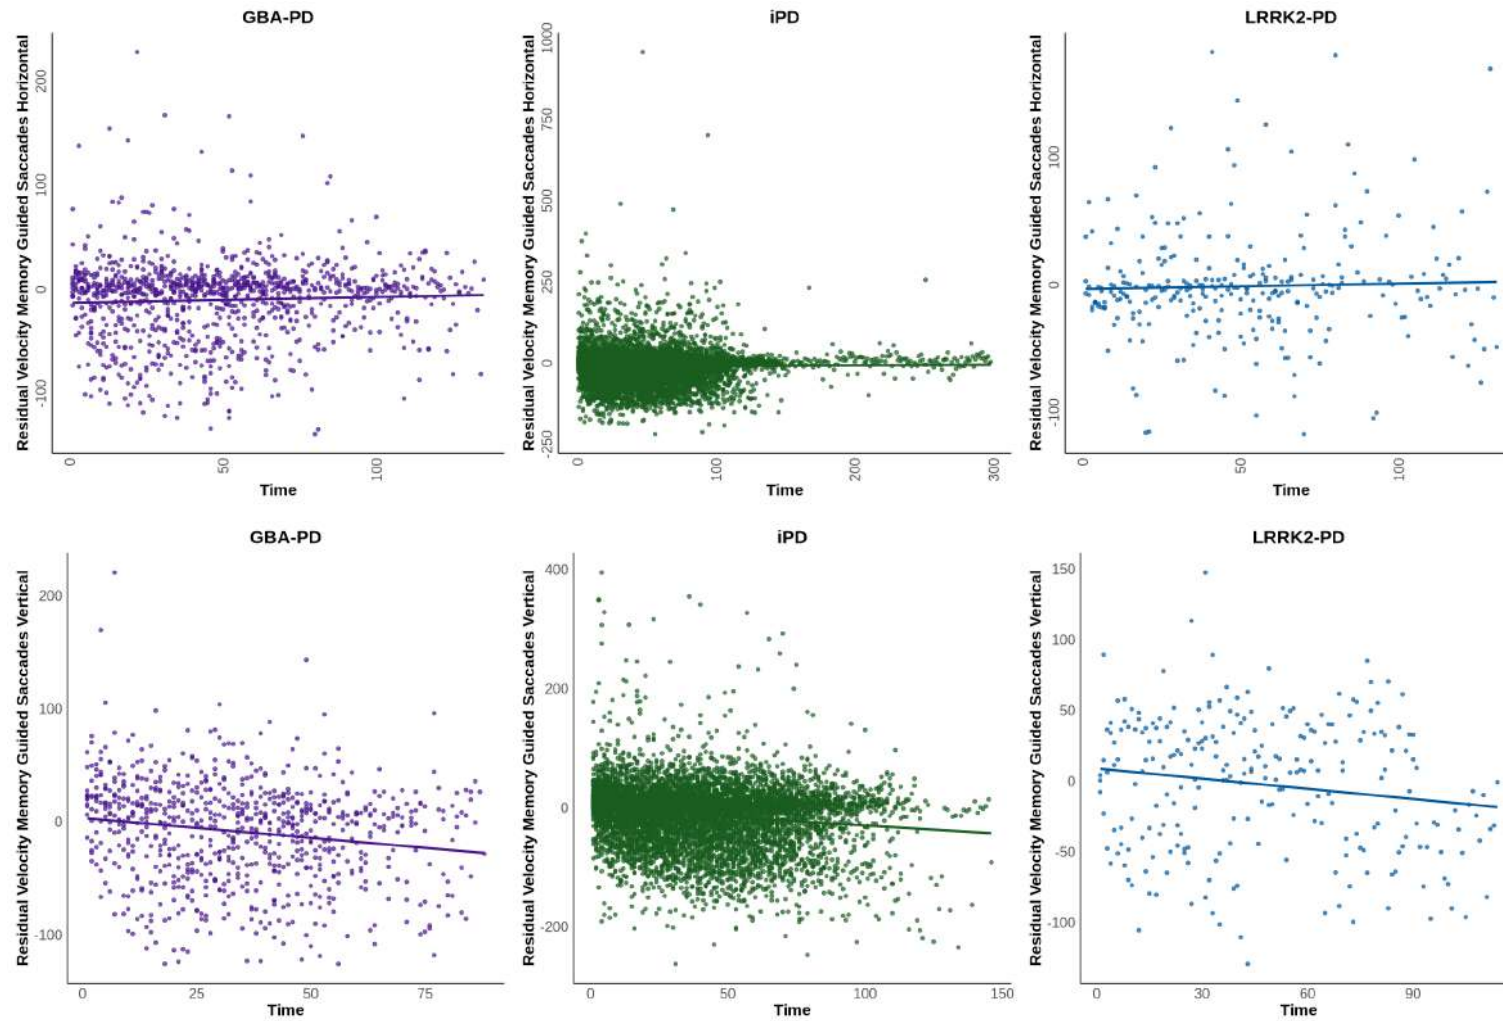 GBA-PD
iPD
LRRK2-PD
Residual Velocity Memory Guided Saccades Horizontal
200
100
0
-100
0
50
100
Time
Residual Velocity Memory Guided Saccades Horizontal
1000
750
500
250
0
-250
0
100
200
300
Time
Residual Velocity Memory Guided Saccades Horizontal
100
0
-100
0
50
100
Time
GBA-PD
iPD
LRRK2-PD
Residual Velocity Memory Guided Saccades Vertical
200
100
0
-100
0
25
50
75
Time
Residual Velocity Memory Guided Saccades Vertical
400
200
0
-200
0
50
100
150
Time
Residual Velocity Memory Guided Saccades Vertical
150
100
50
0
-50
-100
0
30
60
90
Time